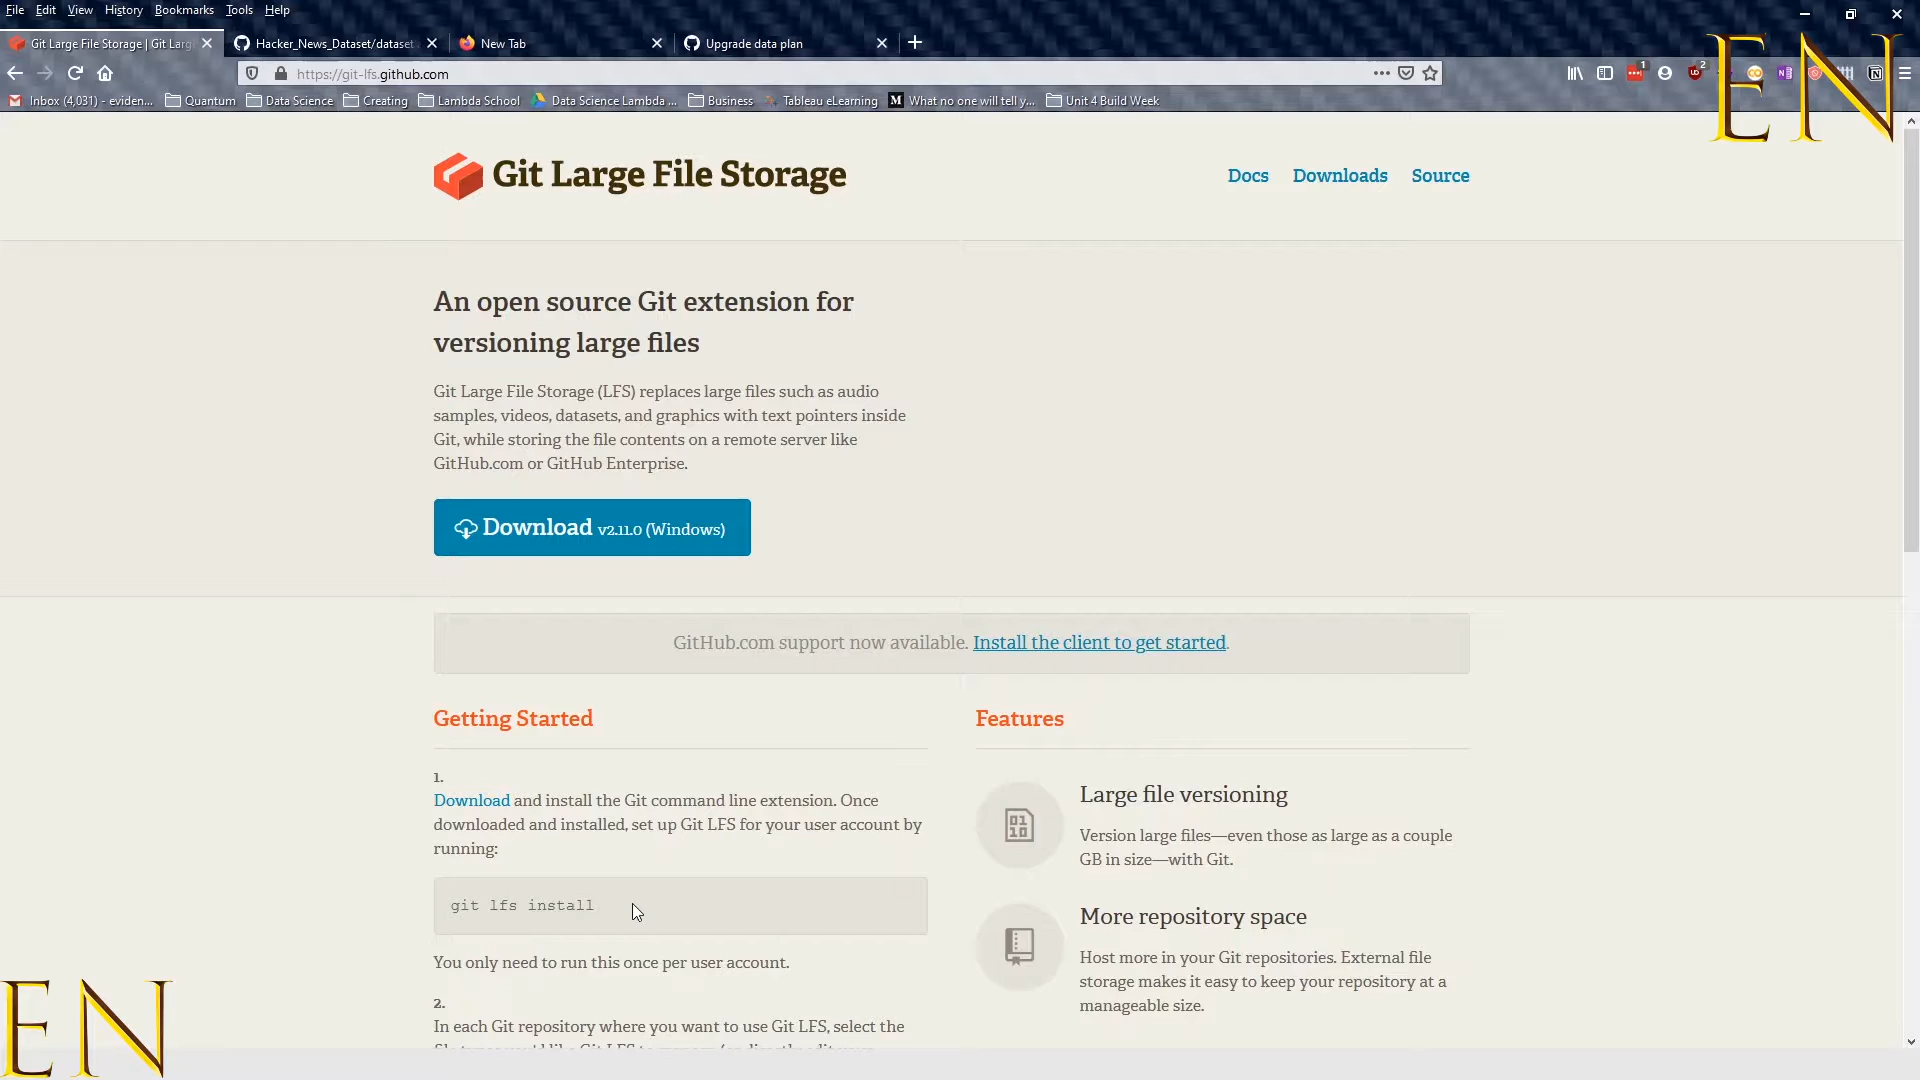 File Edit View History Bookmarks Tools Help
Git Large File Storage | Git Larg
Hacker_News_Dataset/dataset
New Tab
Upgrade data plan
https://git-lfs.github.com
1
2
Inbox (4,031) - eviden...
Quantum
Data Science
Creating
Lambda School
Data Science Lambda ...
Business
Tableau eLearning
M What no one will tell y...
Unit 4 Build Week
EN
Git Large File Storage
Docs Downloads Source
An open source Git extension for
versioning large files
Git Large File Storage (LFS) replaces large files such as audio
samples, videos, datasets, and graphics with text pointers inside
Git, while storing the file contents on a remote server like
GitHub.com or GitHub Enterprise.
Download v2.11.0 (Windows)
GitHub.com support now available. Install the client to get started.
Getting Started
1.
Download and install the Git command line extension. Once
downloaded and installed, set up Git LFS for your user account by
running:
git lfs install
You only need to run this once per user account.
2.
In each Git repository where you want to use Git LFS, select the
Features
01
10
Large file versioning
Version large files—even those as large as a couple
GB in size—with Git.
More repository space
Host more in your Git repositories. External file
storage makes it easy to keep your repository at a
manageable size.
EN